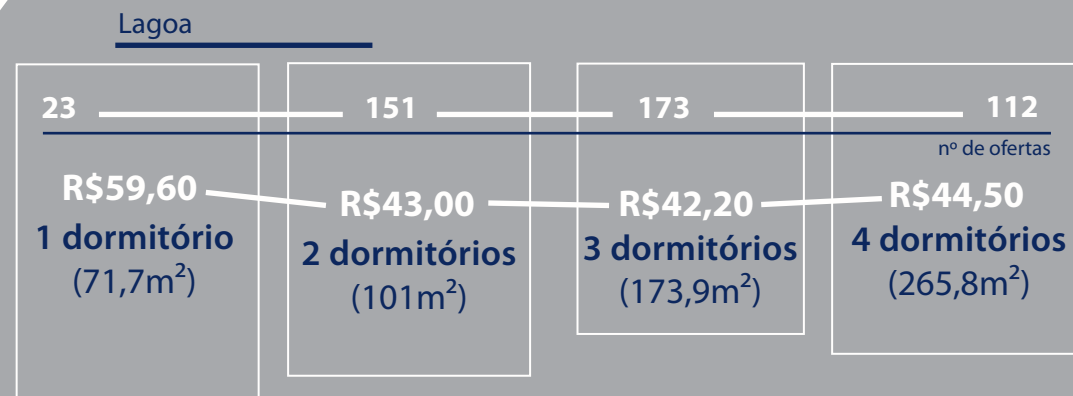 Lagoa
23 151 173 112
nº de ofertas
R$59,60
1 dormitório
(71,7m²)
R$43,00
2 dormitórios
(101m²)
R$42,20
3 dormitórios
(173,9m²)
R$44,50
4 dormitórios
(265,8m²)